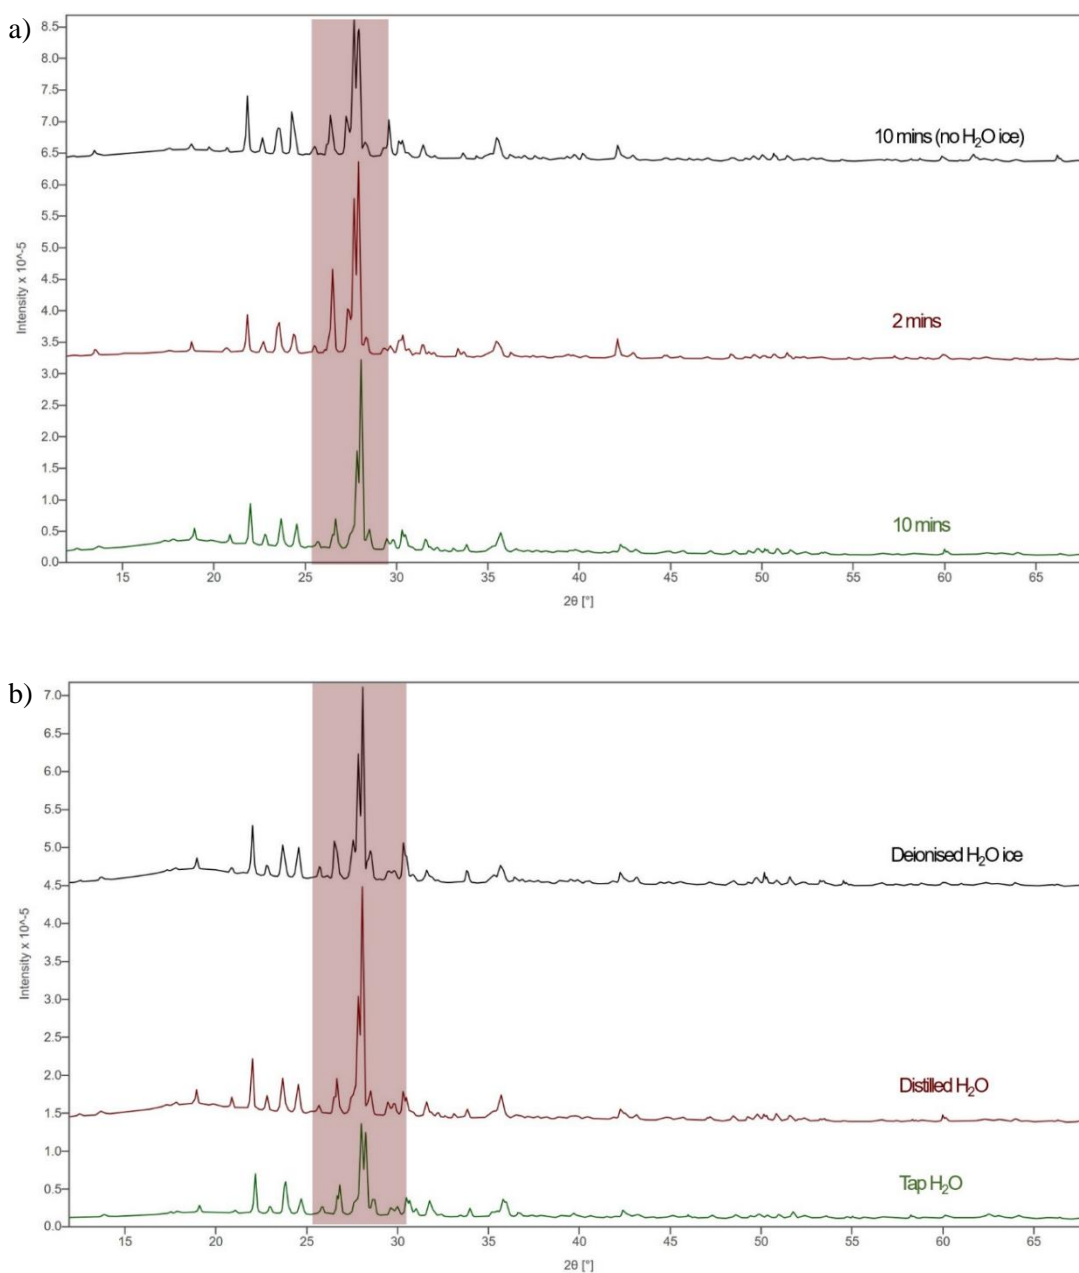 a)
8.5
8.0
7.5
7.0
6.5
6.0
5.5
5.0
4.5
4.0
3.5
3.0
2.5
2.0
1.5
1.0
0.5
0.0
Intensity x 10^-5
10 mins (no H₂O ice)
2 mins
10 mins
15 20 25 30 35 40 45 50 55 60 65
2θ [°]
b)
7.0
6.5
6.0
5.5
5.0
4.5
4.0
3.5
3.0
2.5
2.0
1.5
1.0
0.5
0.0
Intensity x 10^-5
Deionised H₂O ice
Distilled H₂O
Tap H₂O
15 20 25 30 35 40 45 50 55 60 65
2θ [°]